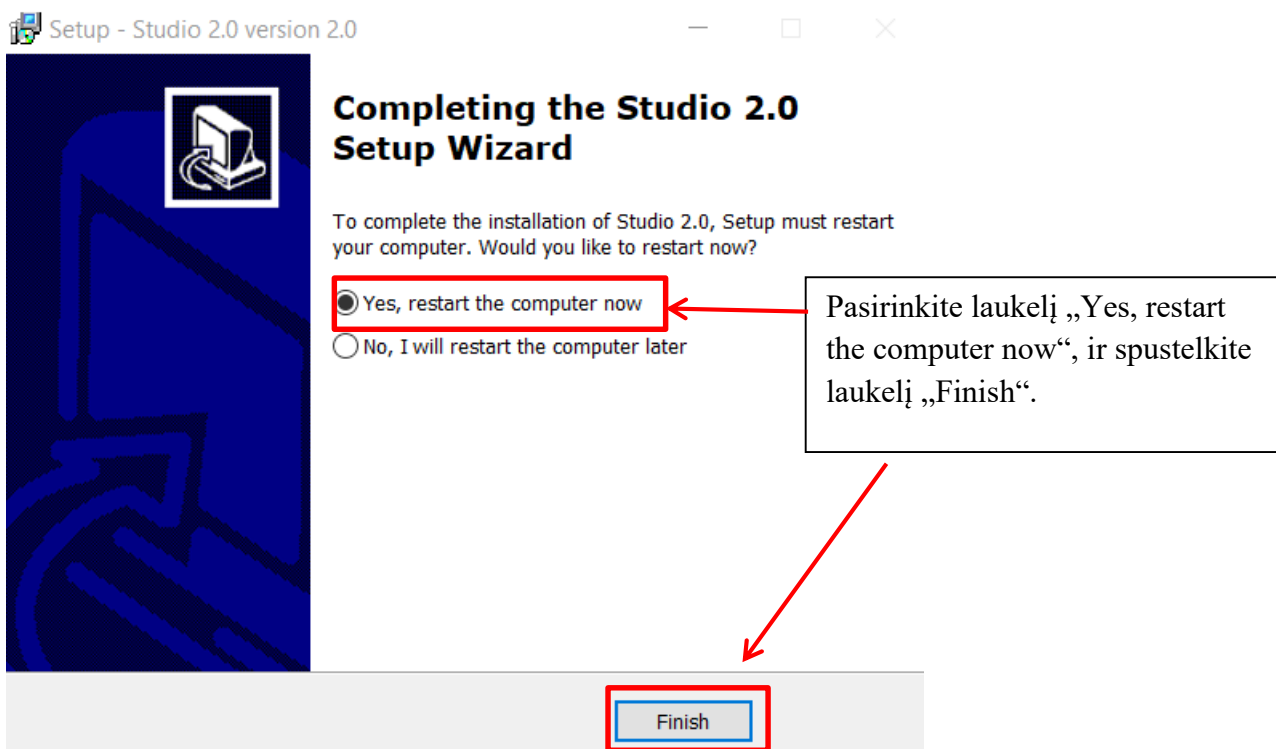 Setup - Studio 2.0 version 2.0
Completing the Studio 2.0
Setup Wizard
To complete the installation of Studio 2.0, Setup must restart
your computer. Would you like to restart now?
Yes, restart the computer now
No, I will restart the computer later
Pasirinkite laukelį „Yes, restart
the computer now“, ir spustelkite
laukelį „Finish“.
Finish